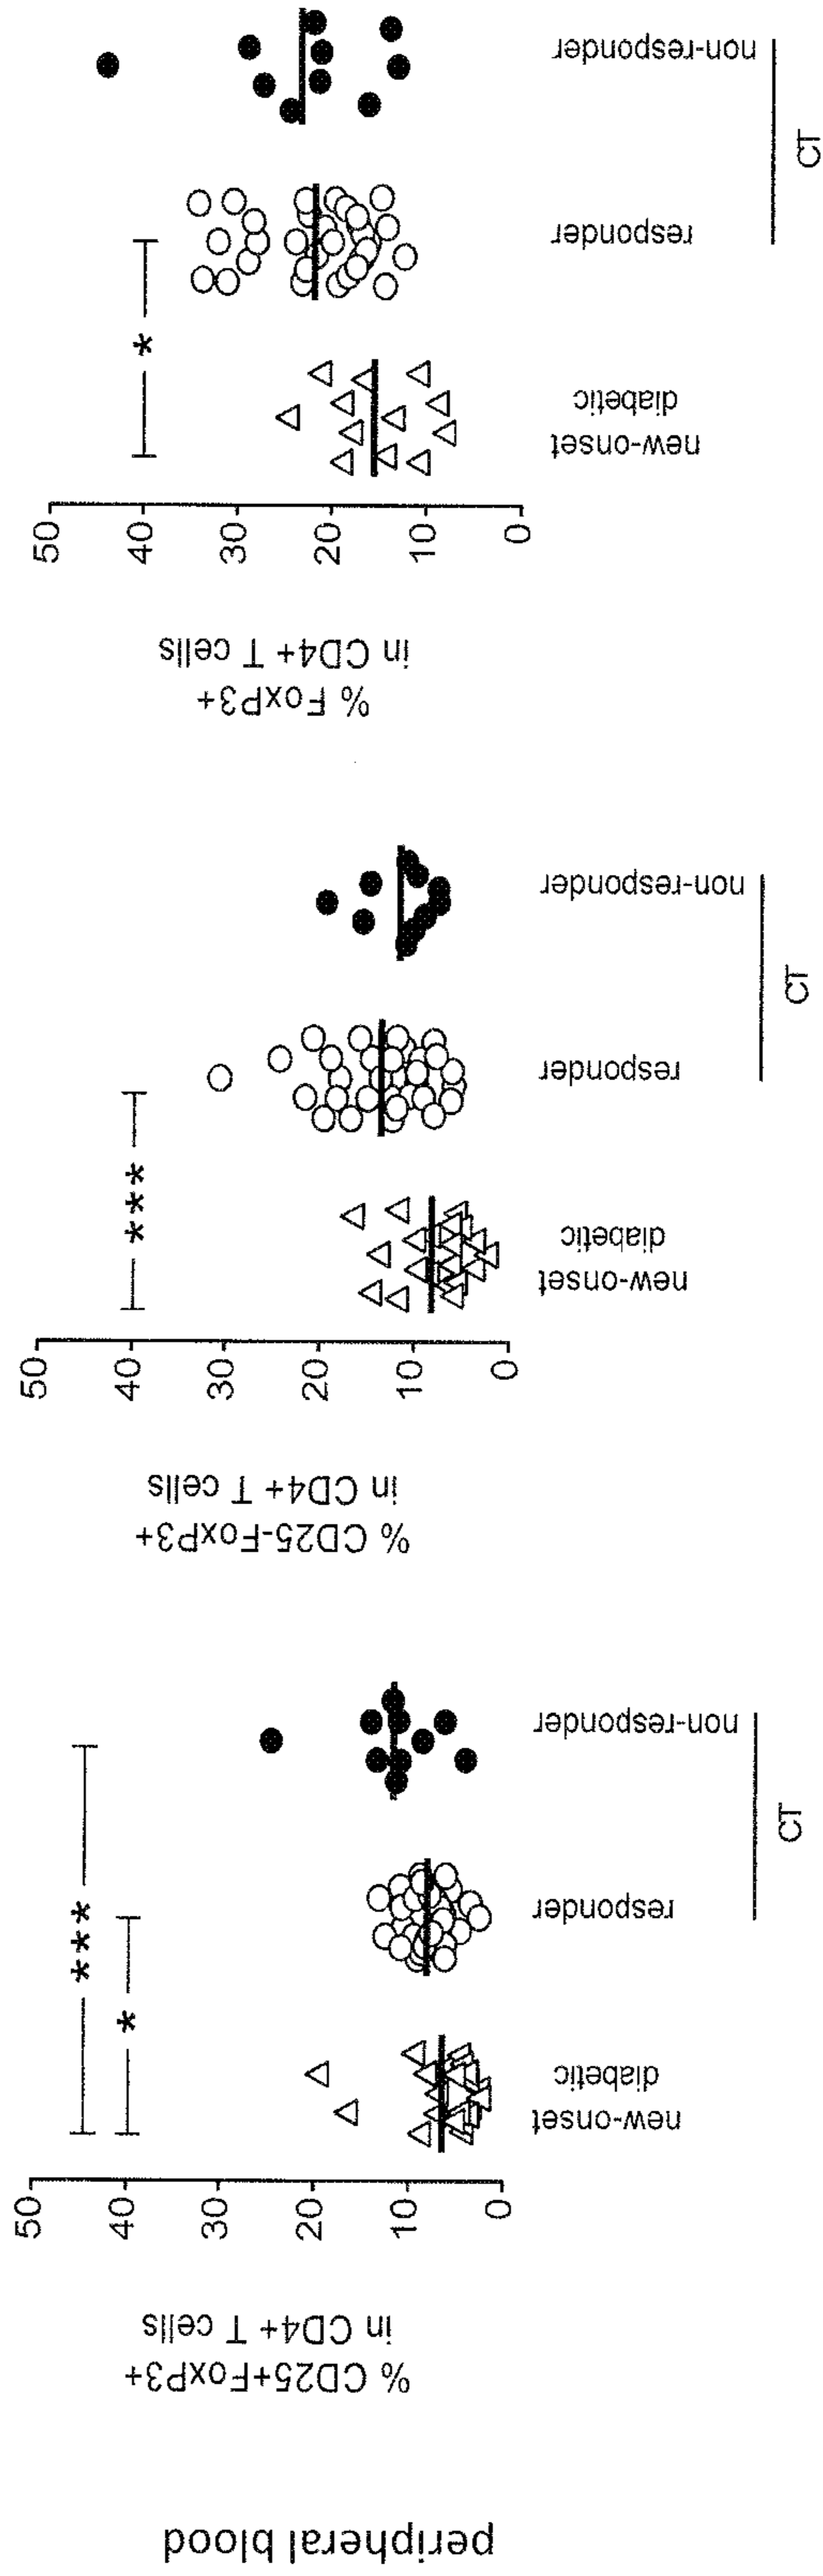 peripheral blood
% CD25+FoxP3+
in CD4+ T cells
50
40
30
20
10
0
***
*
new-onset
diabetic
responder
non-responder
CT
% CD25-FoxP3+
in CD4+ T cells
50
40
30
20
10
0
***
new-onset
diabetic
responder
non-responder
CT
% FoxP3+
in CD4+ T cells
50
40
30
20
10
0
*
new-onset
diabetic
responder
non-responder
CT